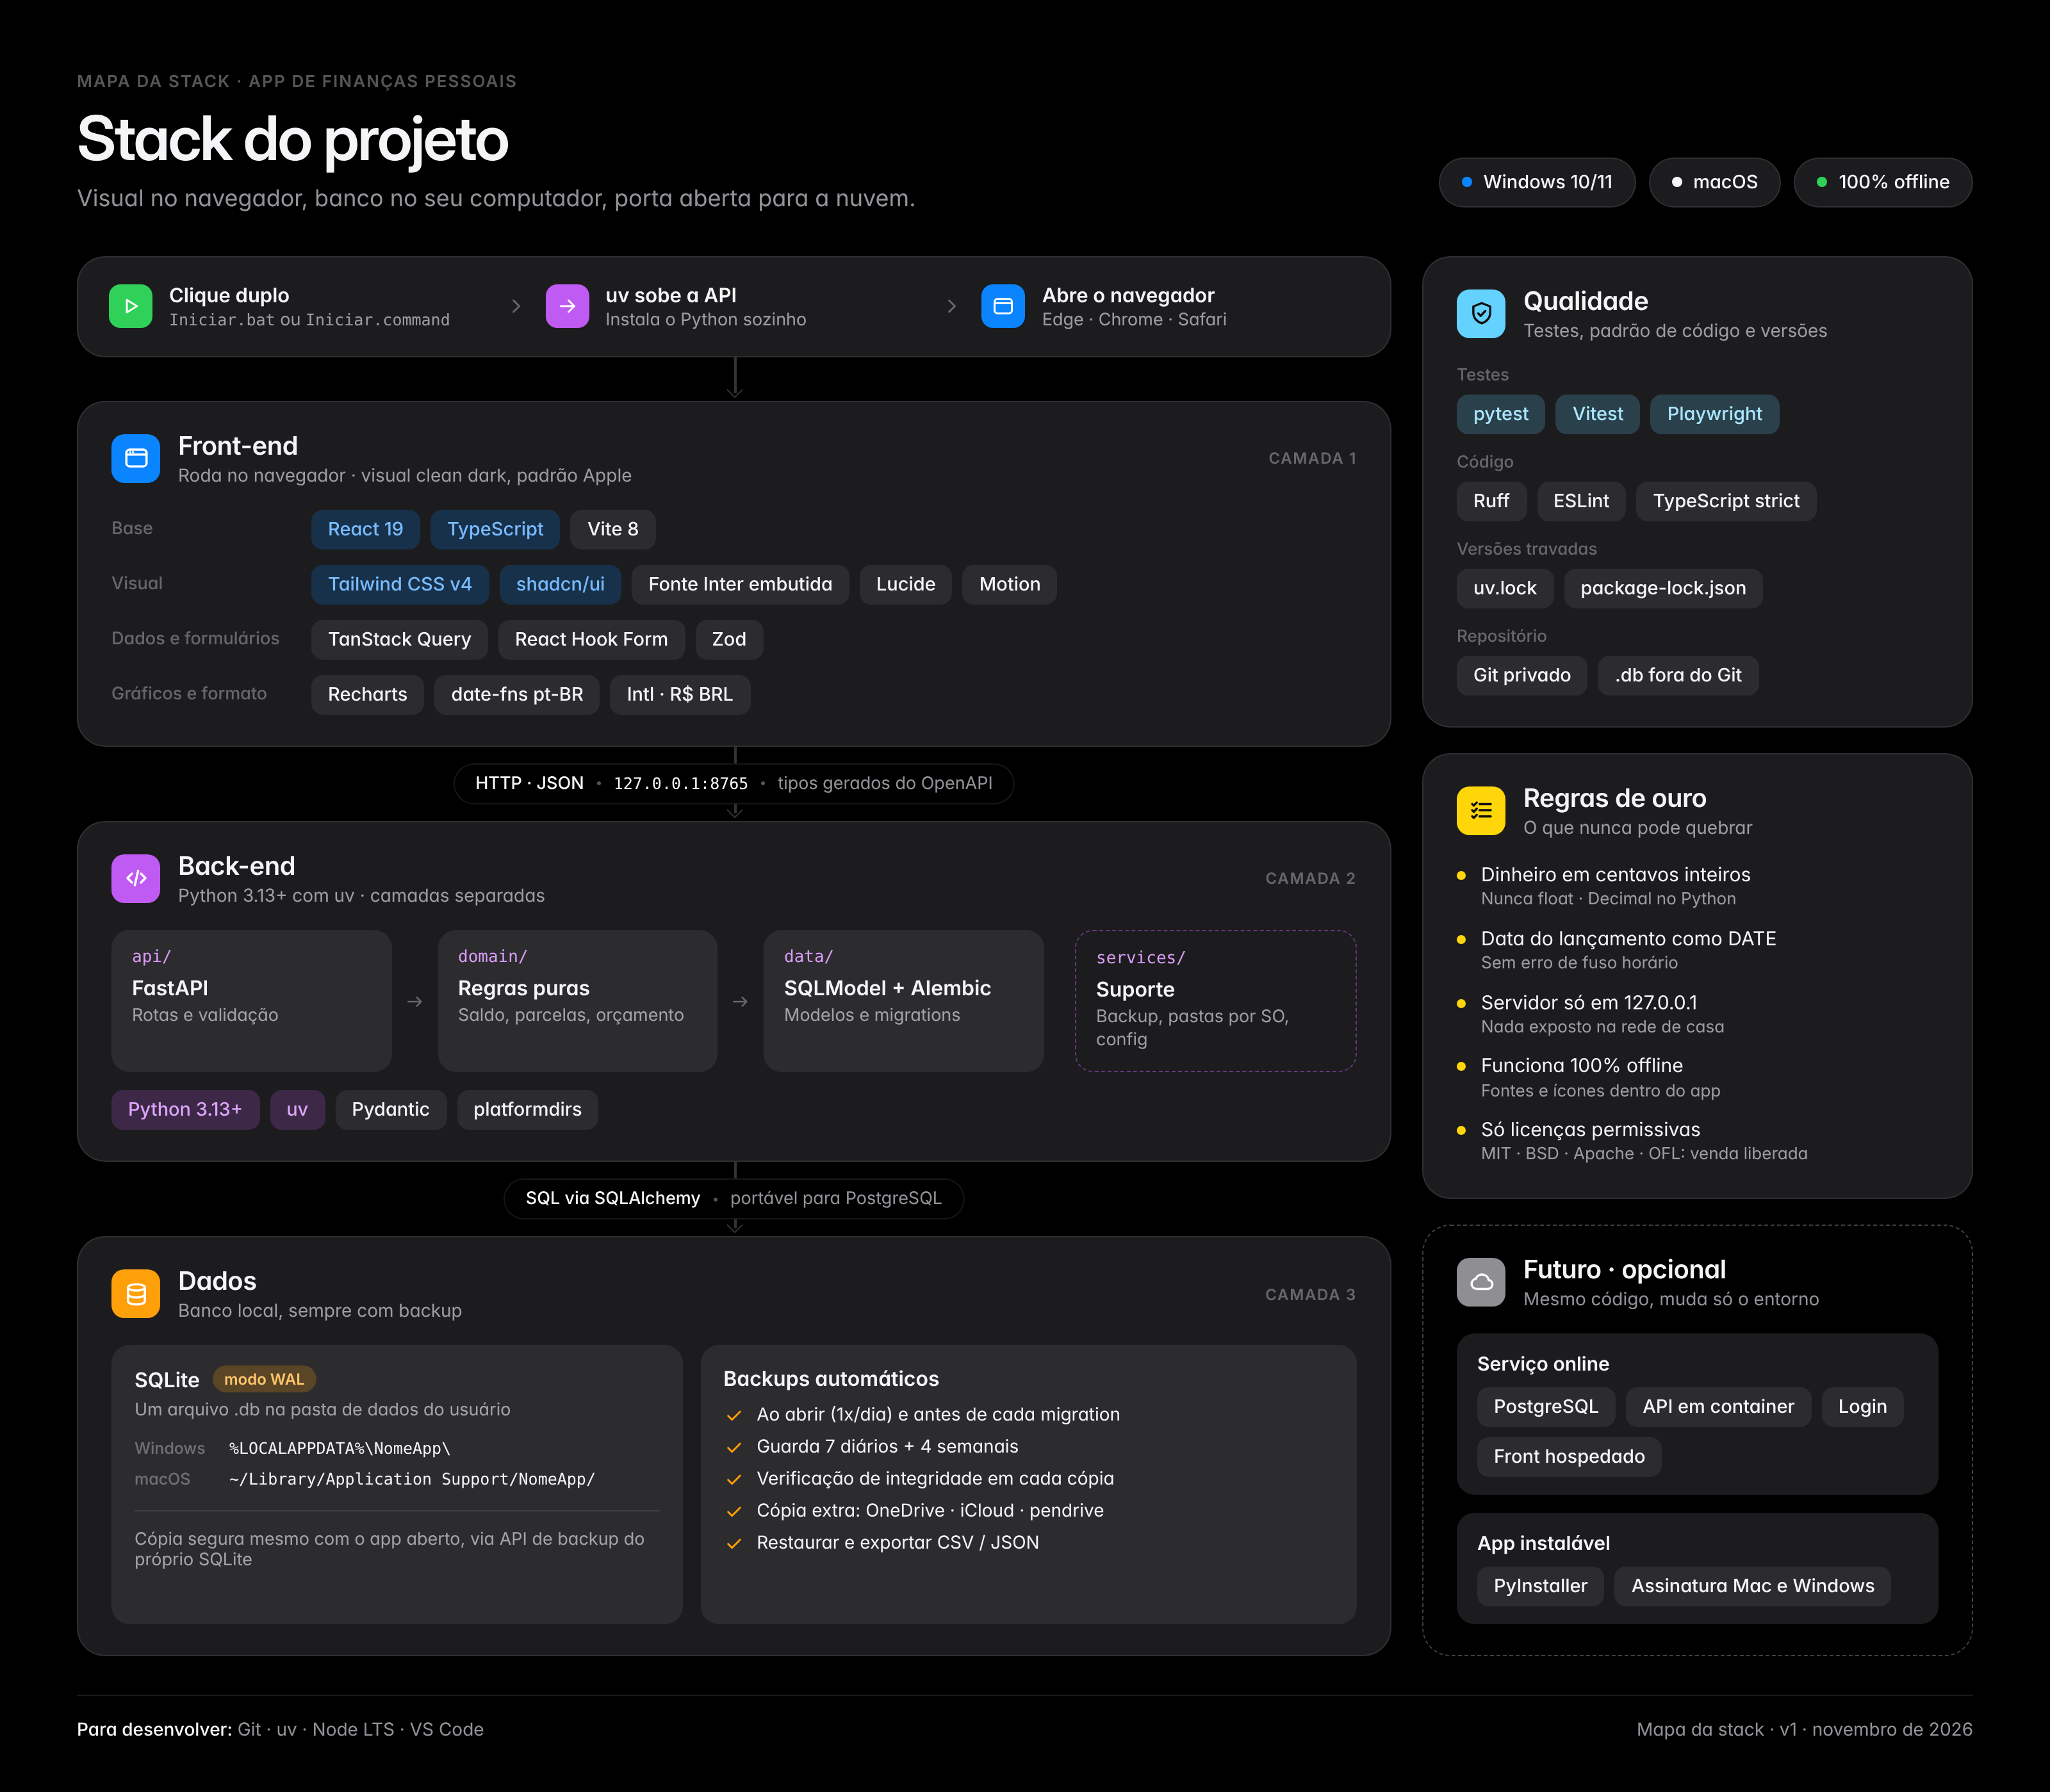 MAPA DA STACK · APP DE FINANÇAS PESSOAIS
Stack do projeto
Visual no navegador, banco no seu computador, porta aberta para a nuvem.
Windows 10/11
macOS
100% offline
Clique duplo
Iniciar.bat ou Iniciar.command
uv sobe a API
Instala o Python sozinho
Abre o navegador
Edge · Chrome · Safari
Front-end
Roda no navegador · visual clean dark, padrão Apple
CAMADA 1
Base
React 19
TypeScript
Vite 8
Visual
Tailwind CSS v4
shadcn/ui
Fonte Inter embutida
Lucide
Motion
Dados e formulários
TanStack Query
React Hook Form
Zod
Gráficos e formato
Recharts
date-fns pt-BR
Intl · R$ BRL
HTTP · JSON · 127.0.0.1:8765 · tipos gerados do OpenAPI
Back-end
Python 3.13+ com uv · camadas separadas
CAMADA 2
api/
FastAPI
Rotas e validação
domain/
Regras puras
Saldo, parcelas, orçamento
data/
SQLModel + Alembic
Modelos e migrations
services/
Suporte
Backup, pastas por SO,
config
Python 3.13+
uv
Pydantic
platformdirs
SQL via SQLAlchemy · portável para PostgreSQL
Dados
Banco local, sempre com backup
CAMADA 3
SQLite
modo WAL
Um arquivo .db na pasta de dados do usuário
Windows %LOCALAPPDATA%\NomeApp\
macOS ~/Library/Application Support/NomeApp/
Cópia segura mesmo com o app aberto, via API de backup do
próprio SQLite
Backups automáticos
Ao abrir (1x/dia) e antes de cada migration
Guarda 7 diários + 4 semanais
Verificação de integridade em cada cópia
Cópia extra: OneDrive · iCloud · pendrive
Restaurar e exportar CSV / JSON
Qualidade
Testes, padrão de código e versões
Testes
pytest
Vitest
Playwright
Código
Ruff
ESLint
TypeScript strict
Versões travadas
uv.lock
package-lock.json
Repositório
Git privado
.db fora do Git
Regras de ouro
O que nunca pode quebrar
Dinheiro em centavos inteiros
Nunca float · Decimal no Python
Data do lançamento como DATE
Sem erro de fuso horário
Servidor só em 127.0.0.1
Nada exposto na rede de casa
Funciona 100% offline
Fontes e ícones dentro do app
Só licenças permissivas
MIT · BSD · Apache · OFL: venda liberada
Futuro · opcional
Mesmo código, muda só o entorno
Serviço online
PostgreSQL
API em container
Login
Front hospedado
App instalável
PyInstaller
Assinatura Mac e Windows
Para desenvolver: Git · uv · Node LTS · VS Code
Mapa da stack · v1 · novembro de 2026